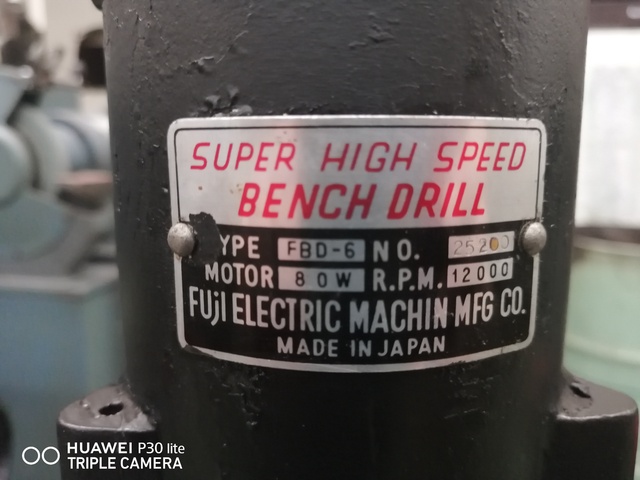 SUPER HIGH SPEED
BENCH DRILL
YPE FBD-6 NO. 25200
MOTOR 80W R.P.M. 12000
FUjI ELECTRIC MACHIN MFG CO.
MADE IN JAPAN
HUAWEI P30 lite
TRIPLE CAMERA